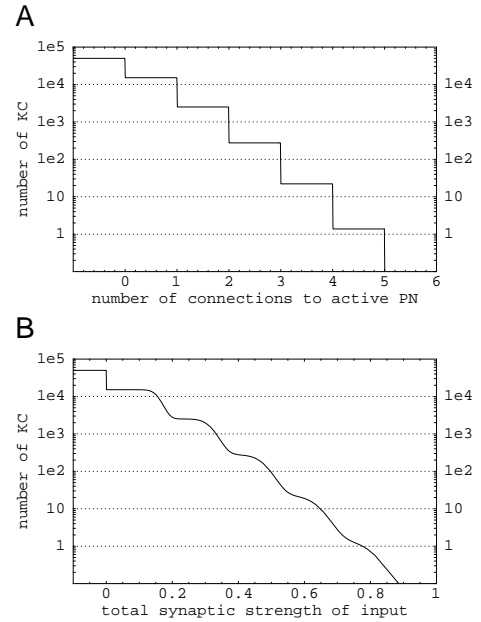 A
1e5
1e4
1e3
1e2
10
1
number of KC
1e4
1e3
1e2
10
1
0 1 2 3 4 5 6
number of connections to active PN
B
1e5
1e4
1e3
1e2
10
1
number of KC
1e4
1e3
1e2
10
1
0 0.2 0.4 0.6 0.8 1
total synaptic strength of input